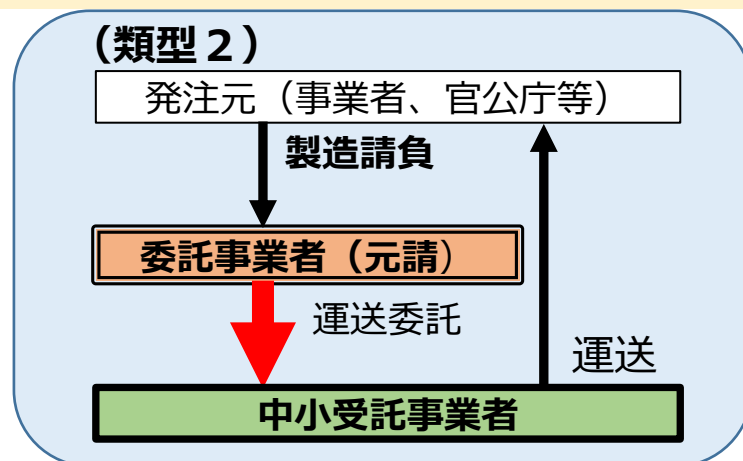 （類型２）
発注元（事業者、官公庁等）
製造請負
委託事業者（元請）
運送委託
運送
中小受託事業者